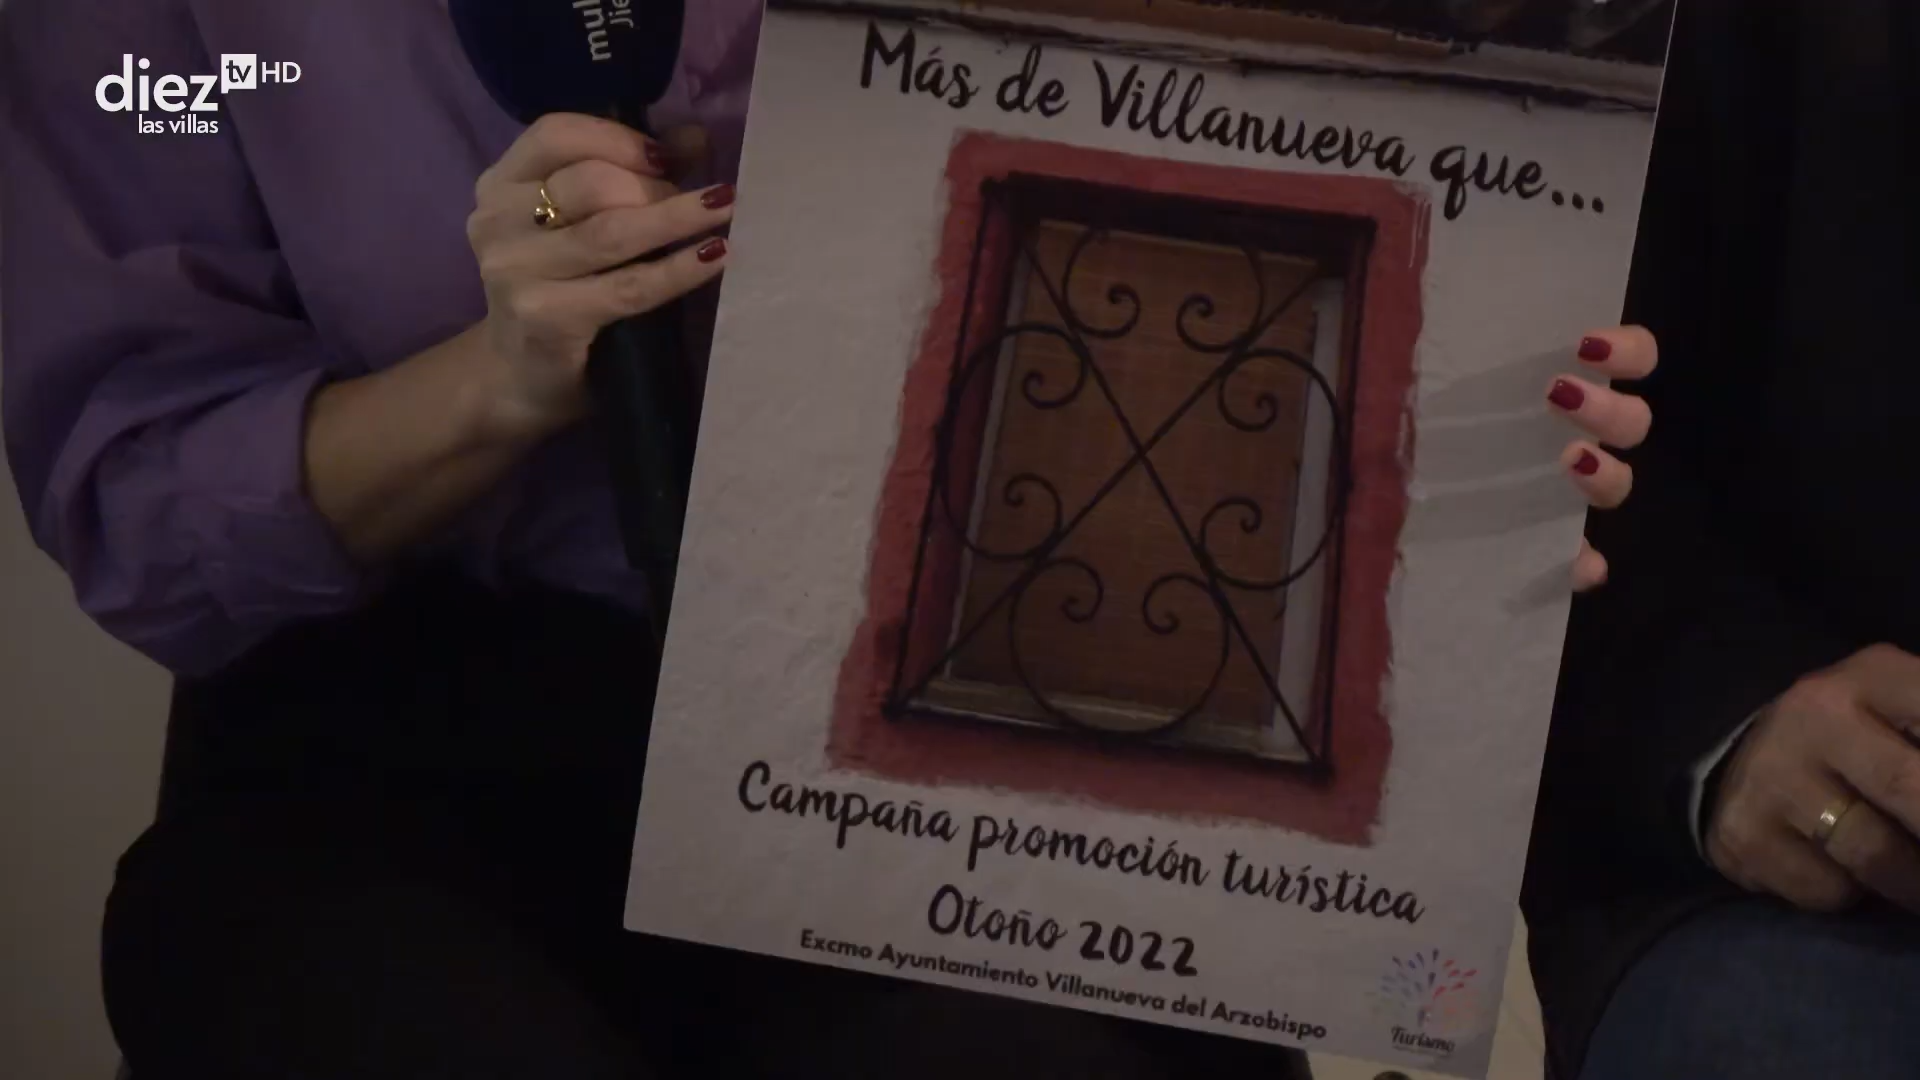 diez tv HD
las villas
Más de Villanueva que...
Campaña promoción turística
Otoño 2022
Excmo Ayuntamiento Villanueva del Arzobispo
Turismo